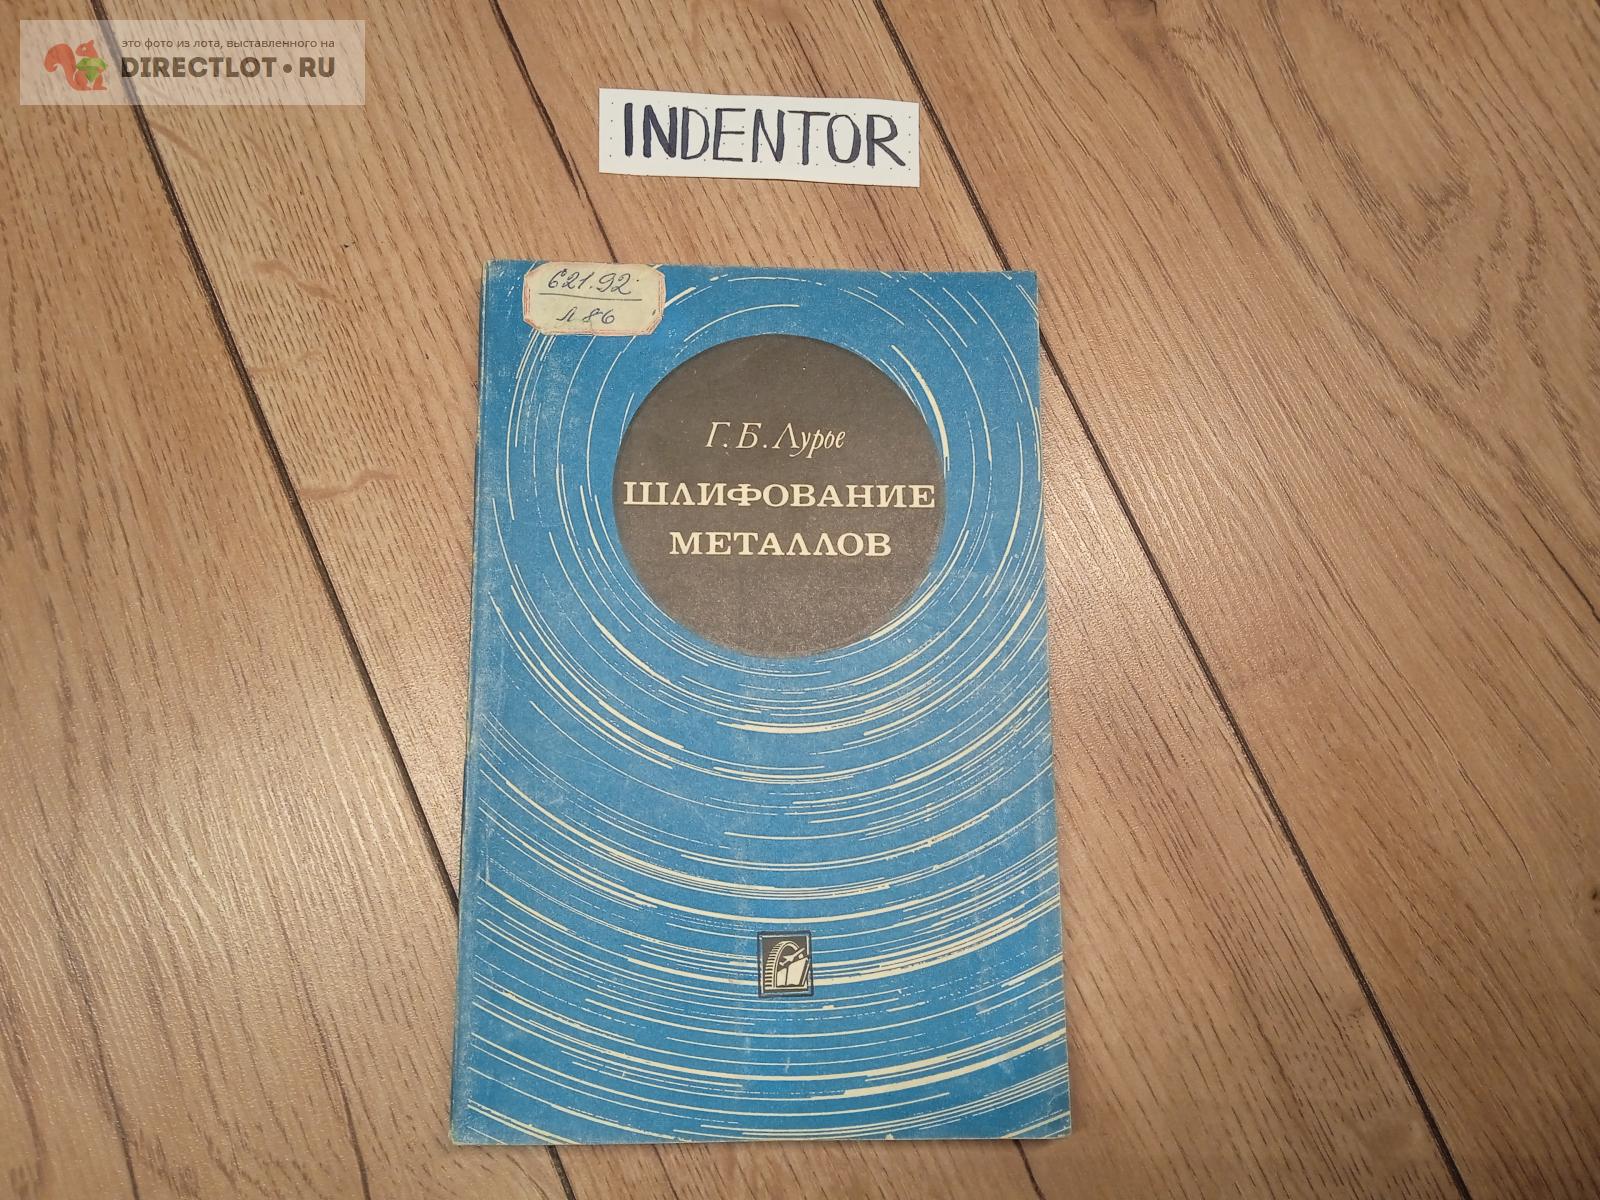 это фото из лота, выставленного на
DIRECTLOT•RU
INDENTOR
621.92
Л 86
Г. Б. Лурье
ШЛИФОВАНИЕ
МЕТАЛЛОВ